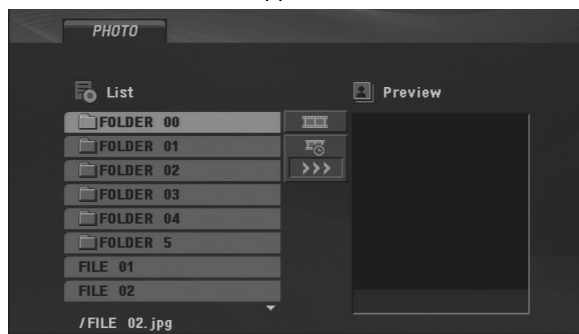 PHOTO
List
Preview
FOLDER 00
FOLDER 01
FOLDER 02
FOLDER 03
FOLDER 04
FOLDER 5
FILE 01
FILE 02
/FILE 02.jpg
>>>